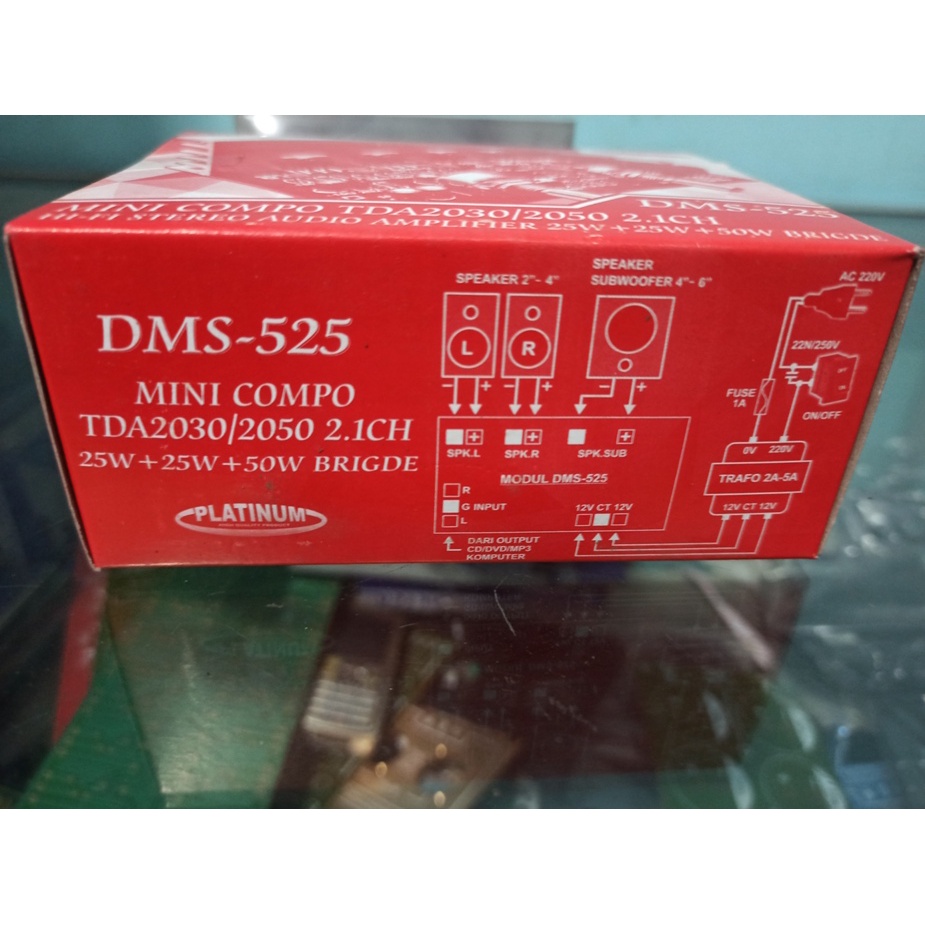 MINI COMPO TDA2030/2050 2.1CH
DMS-525
HI-FI STEREO AUDIO AMPLIFIER 25W+25W+50W BRIGDE
DMS-525
MINI COMPO
TDA2030/2050 2.1CH
25W+25W+50W BRIGDE
PLATINUM
SPEAKER 2"- 4"
SPEAKER
SUBWOOFER 4"- 6"
L
R
- + - + - +
+ + +
SPK.L SPK.R SPK.SUB
MODUL DMS-525
R
G INPUT
L
12V CT 12V
DARI OUTPUT
CD/DVD/MP3
KOMPUTER
AC 220V
22N/250V
FUSE
1A
ON/OFF
0V 220V
TRAFO 2A-5A
12V CT 12V